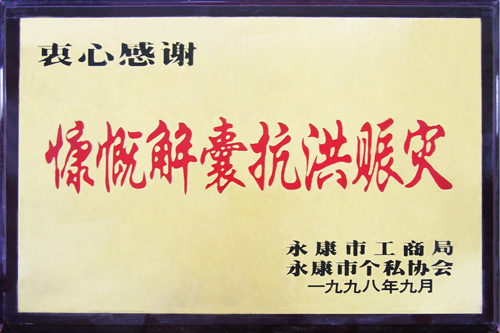 衷心感谢
慷慨解囊抗洪赈灾
永康市工商局
永康市个私协会
一九九八年九月